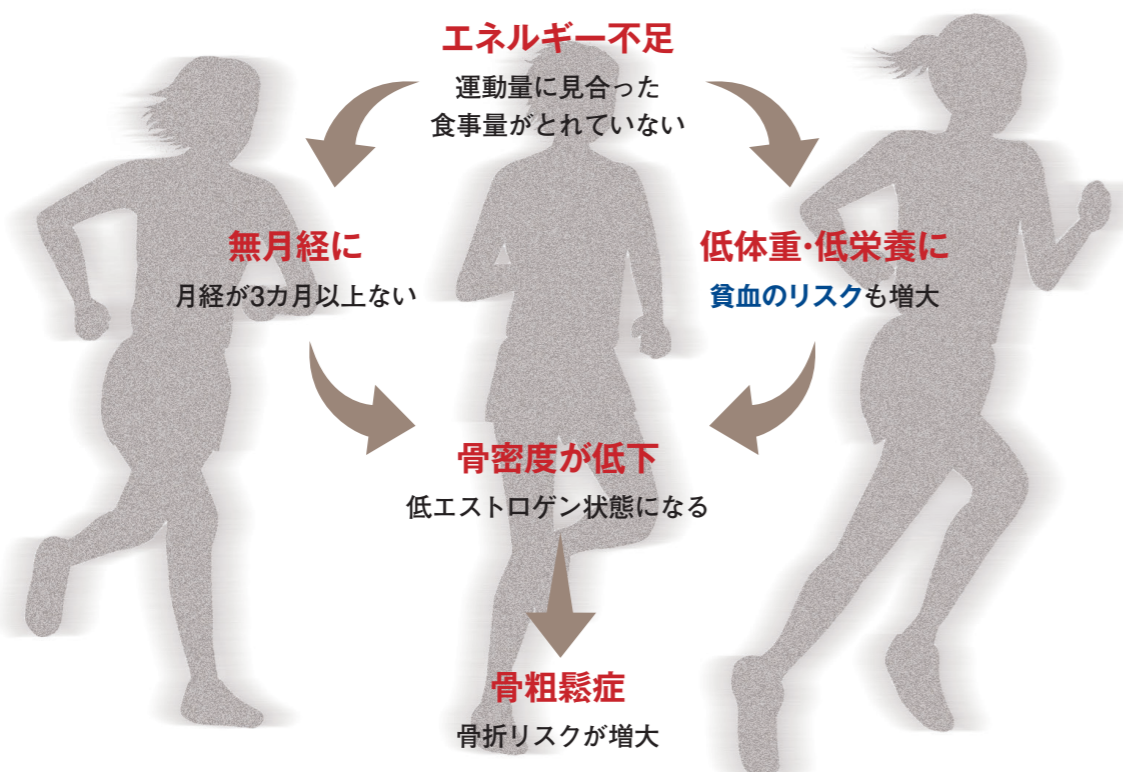 エネルギー不足
運動量に見合った
食事量がとれていない
無月経に
月経が3カ月以上ない
低体重・低栄養に
貧血のリスクも増大
骨密度が低下
低エストロゲン状態になる
骨粗鬆症
骨折リスクが増大